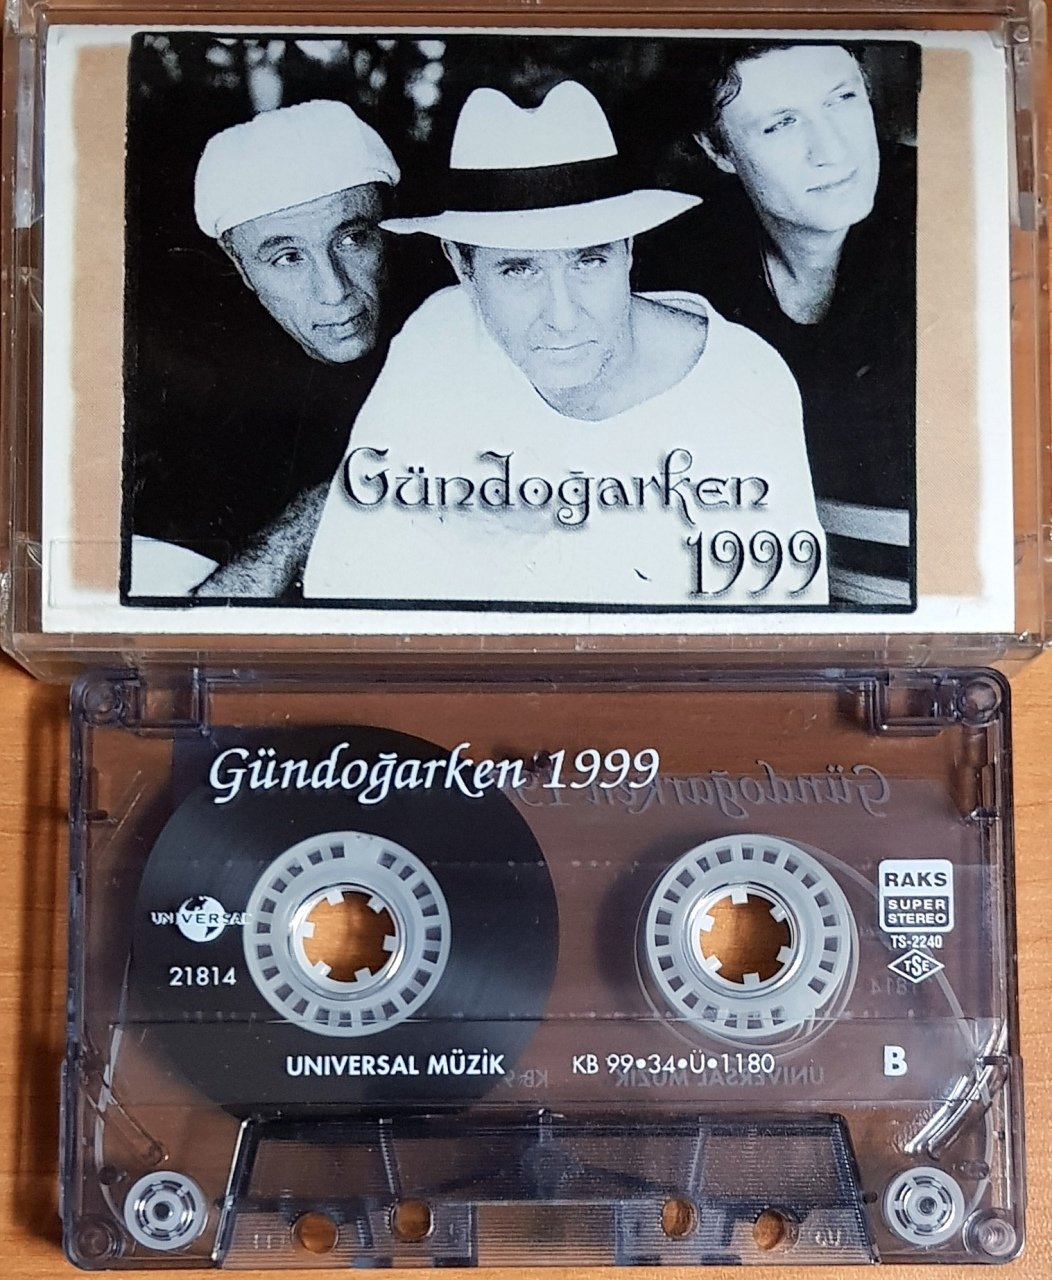 Gündoğarken
1999
Gündoğarken 1999
UNIVERSAL
21814
RAKS
SUPER
STEREO
TS-2240
TSE
UNIVERSAL MÜZİK
KB 99•34•Ü•1180
B